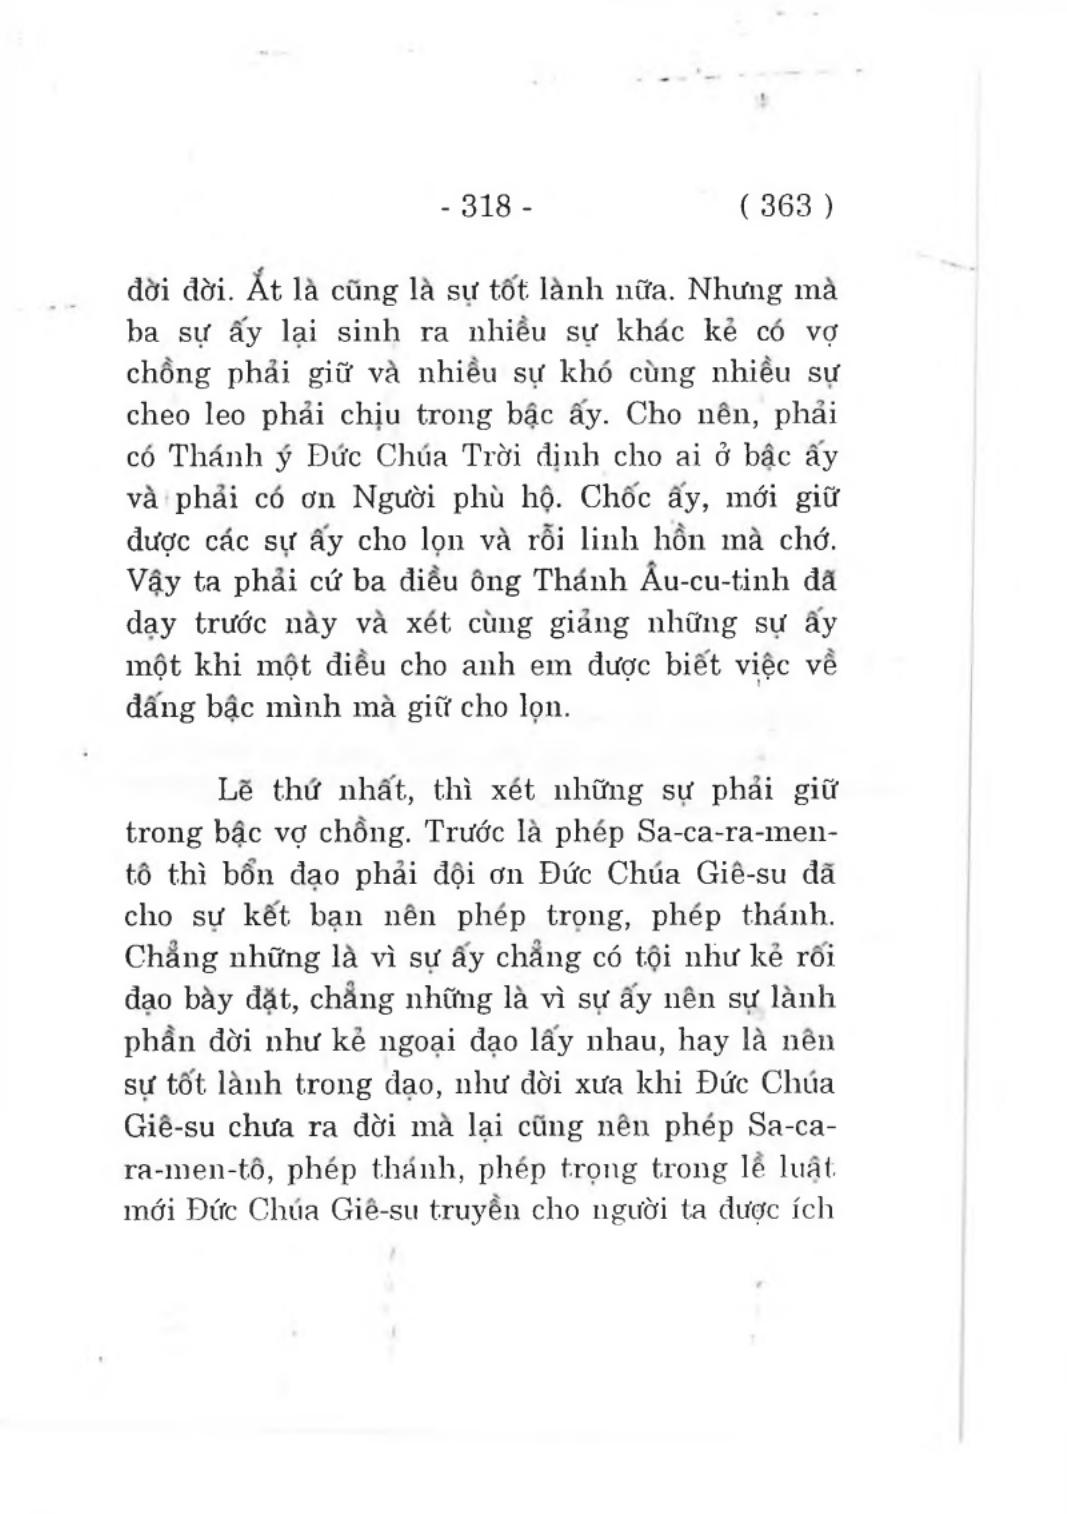 - 318 - ( 363 )
đời đời. Ắt là cũng là sự tốt lành nữa. Nhưng mà
ba sự ấy lại sinh ra nhiều sự khác kẻ có vợ
chồng phải giữ và nhiều sự khó cùng nhiều sự
cheo leo phải chịu trong bậc ấy. Cho nên, phải
có Thánh ý Đức Chúa Trời định cho ai ở bậc ấy
và phải có ơn Người phù hộ. Chốc ấy, mới giữ
được các sự ấy cho lọn và rỗi linh hồn mà chớ.
Vậy ta phải cứ ba điều ông Thánh Âu-cu-tinh đã
dạy trước này và xét cùng giảng những sự ấy
một khi một điều cho anh em được biết việc về
đấng bậc mình mà giữ cho lọn.
Lẽ thứ nhất, thì xét những sự phải giữ
trong bậc vợ chồng. Trước là phép Sa-ca-ra-men-
tô thì bổn đạo phải đội ơn Đức Chúa Giê-su đã
cho sự kết bạn nên phép trọng, phép thánh.
Chẳng những là vì sự ấy chẳng có tội như kẻ rối
đạo bày đặt, chẳng những là vì sự ấy nên sự lành
phần đời như kẻ ngoại đạo lấy nhau, hay là nên
sự tốt lành trong đạo, như đời xưa khi Đức Chúa
Giê-su chưa ra đời mà lại cũng nên phép Sa-ca-
ra-men-tô, phép thánh, phép trọng trong lề luật
mới Đức Chúa Giê-su truyền cho người ta được ích